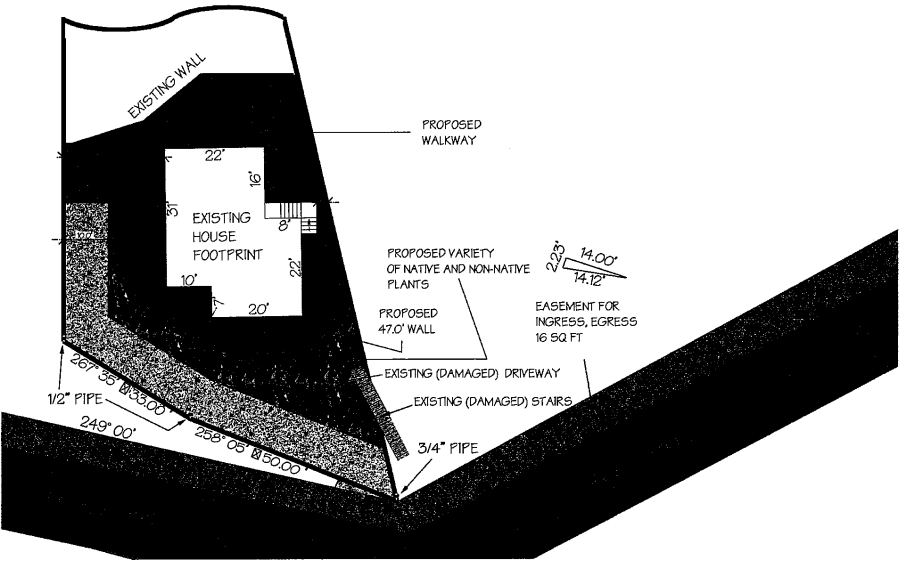 EXISTING WALL
PROPOSED
WALKWAY
22'
16'
31'
8'
EXISTING
HOUSE
FOOTPRINT
22'
10'
7'
20'
PROPOSED VARIETY
OF NATIVE AND NON-NATIVE
PLANTS
2.23'
14.00'
14.12'
EASEMENT FOR
INGRESS, EGRESS
16 SQ FT
PROPOSED
47.0' WALL
EXISTING (DAMAGED) DRIVEWAY
EXISTING (DAMAGED) STAIRS
267° 35' 33.00'
1/2" PIPE
249° 00'
258° 05' 50.00'
3/4" PIPE